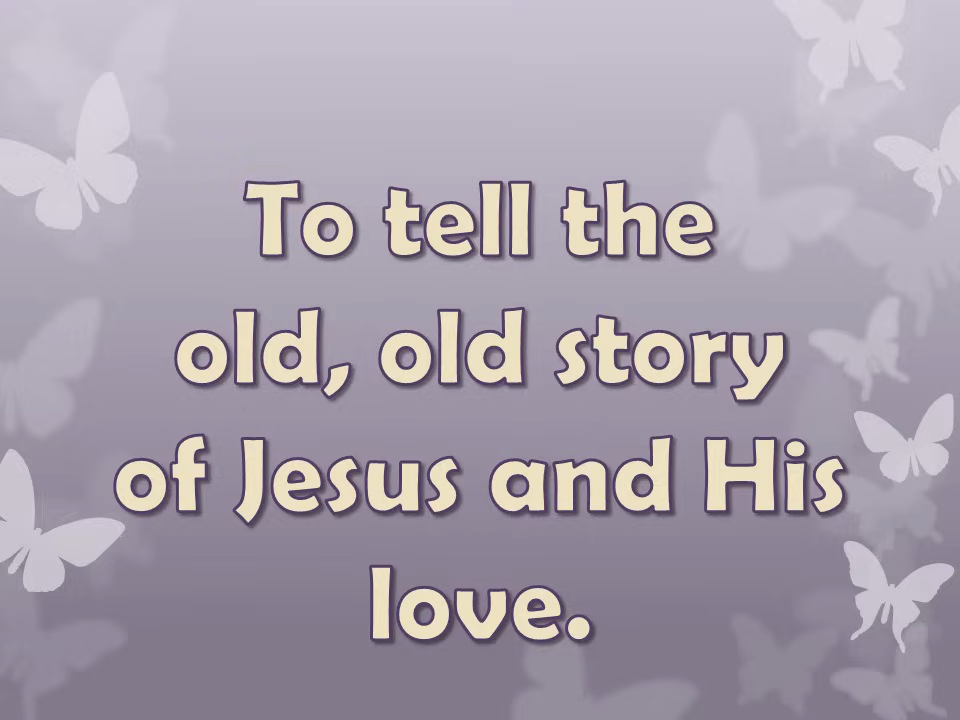 To tell the
old, old story
of Jesus and His
love.